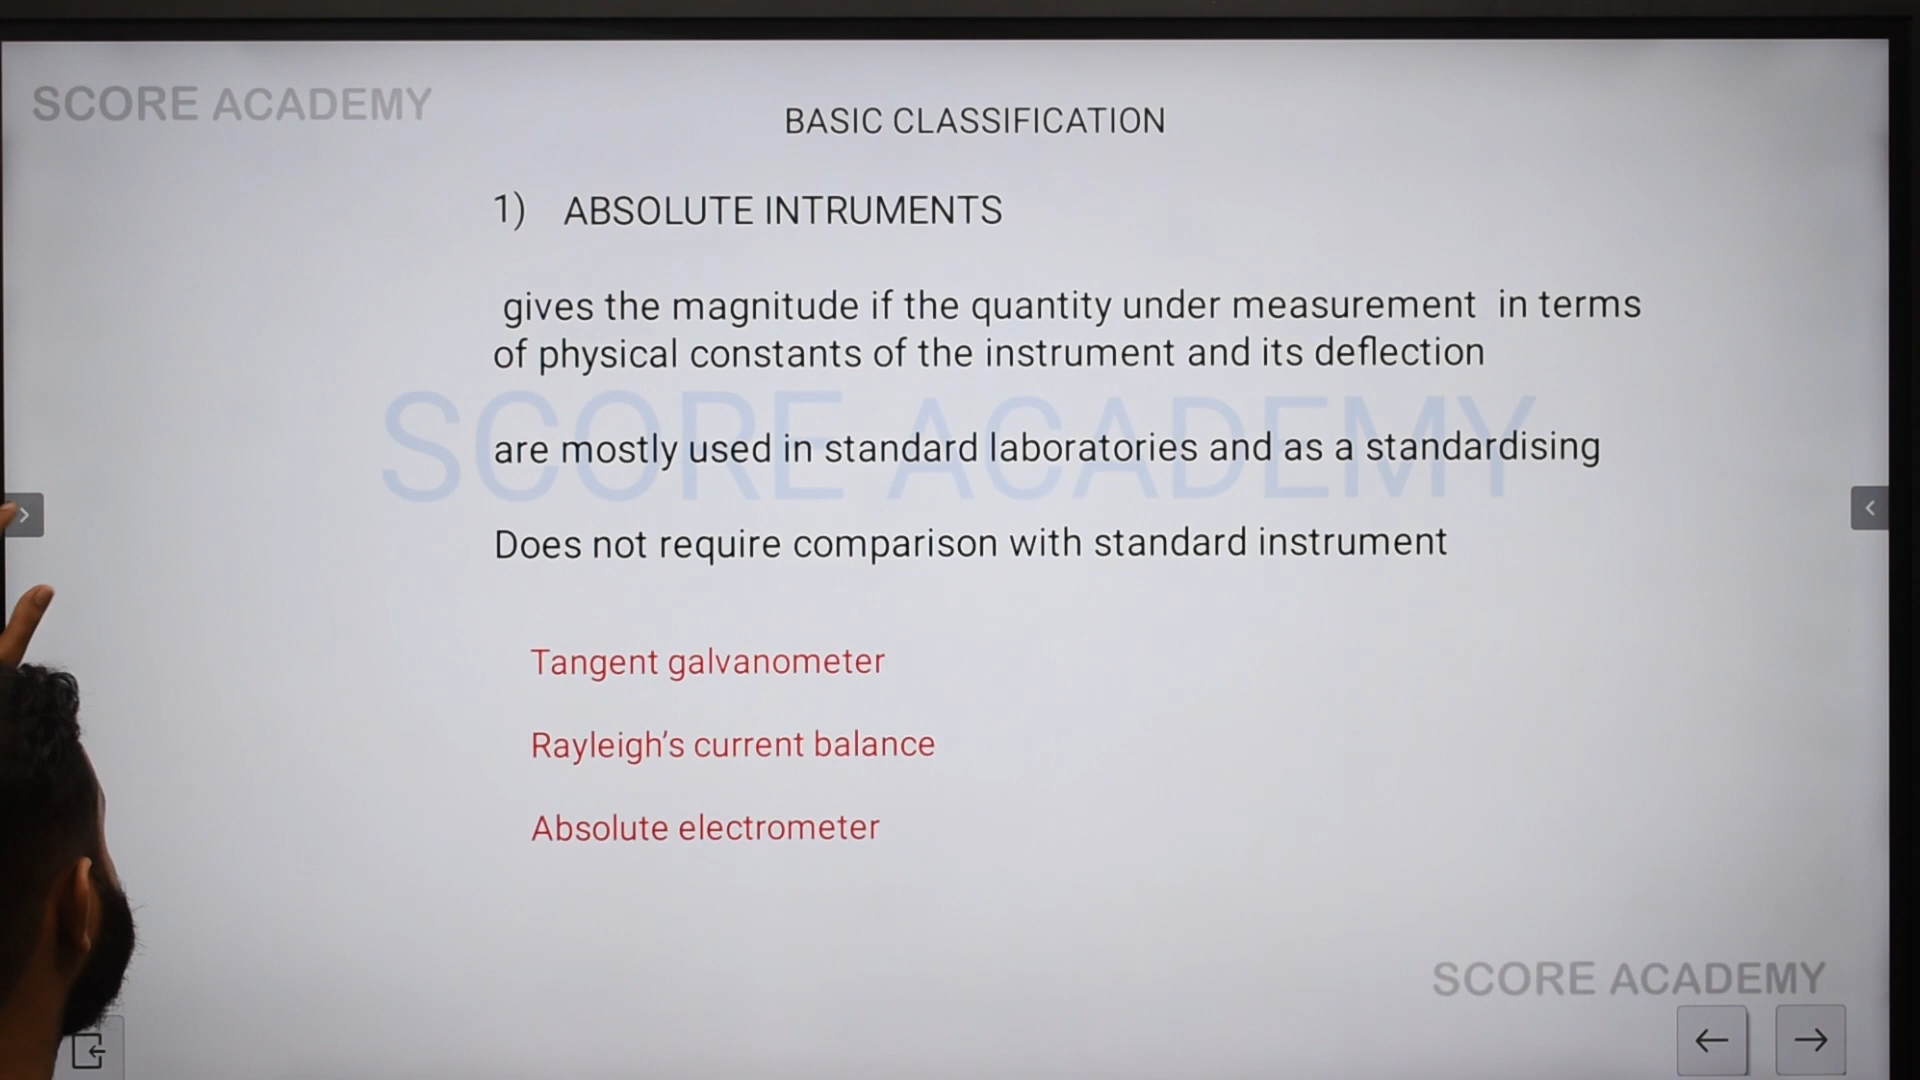 SCORE ACADEMY
BASIC CLASSIFICATION
1) ABSOLUTE INTRUMENTS
gives the magnitude if the quantity under measurement in terms
of physical constants of the instrument and its deflection
SCORE ACADEMY
are mostly used in standard laboratories and as a standardising
Does not require comparison with standard instrument
Tangent galvanometer
Rayleigh's current balance
Absolute electrometer
SCORE ACADEMY